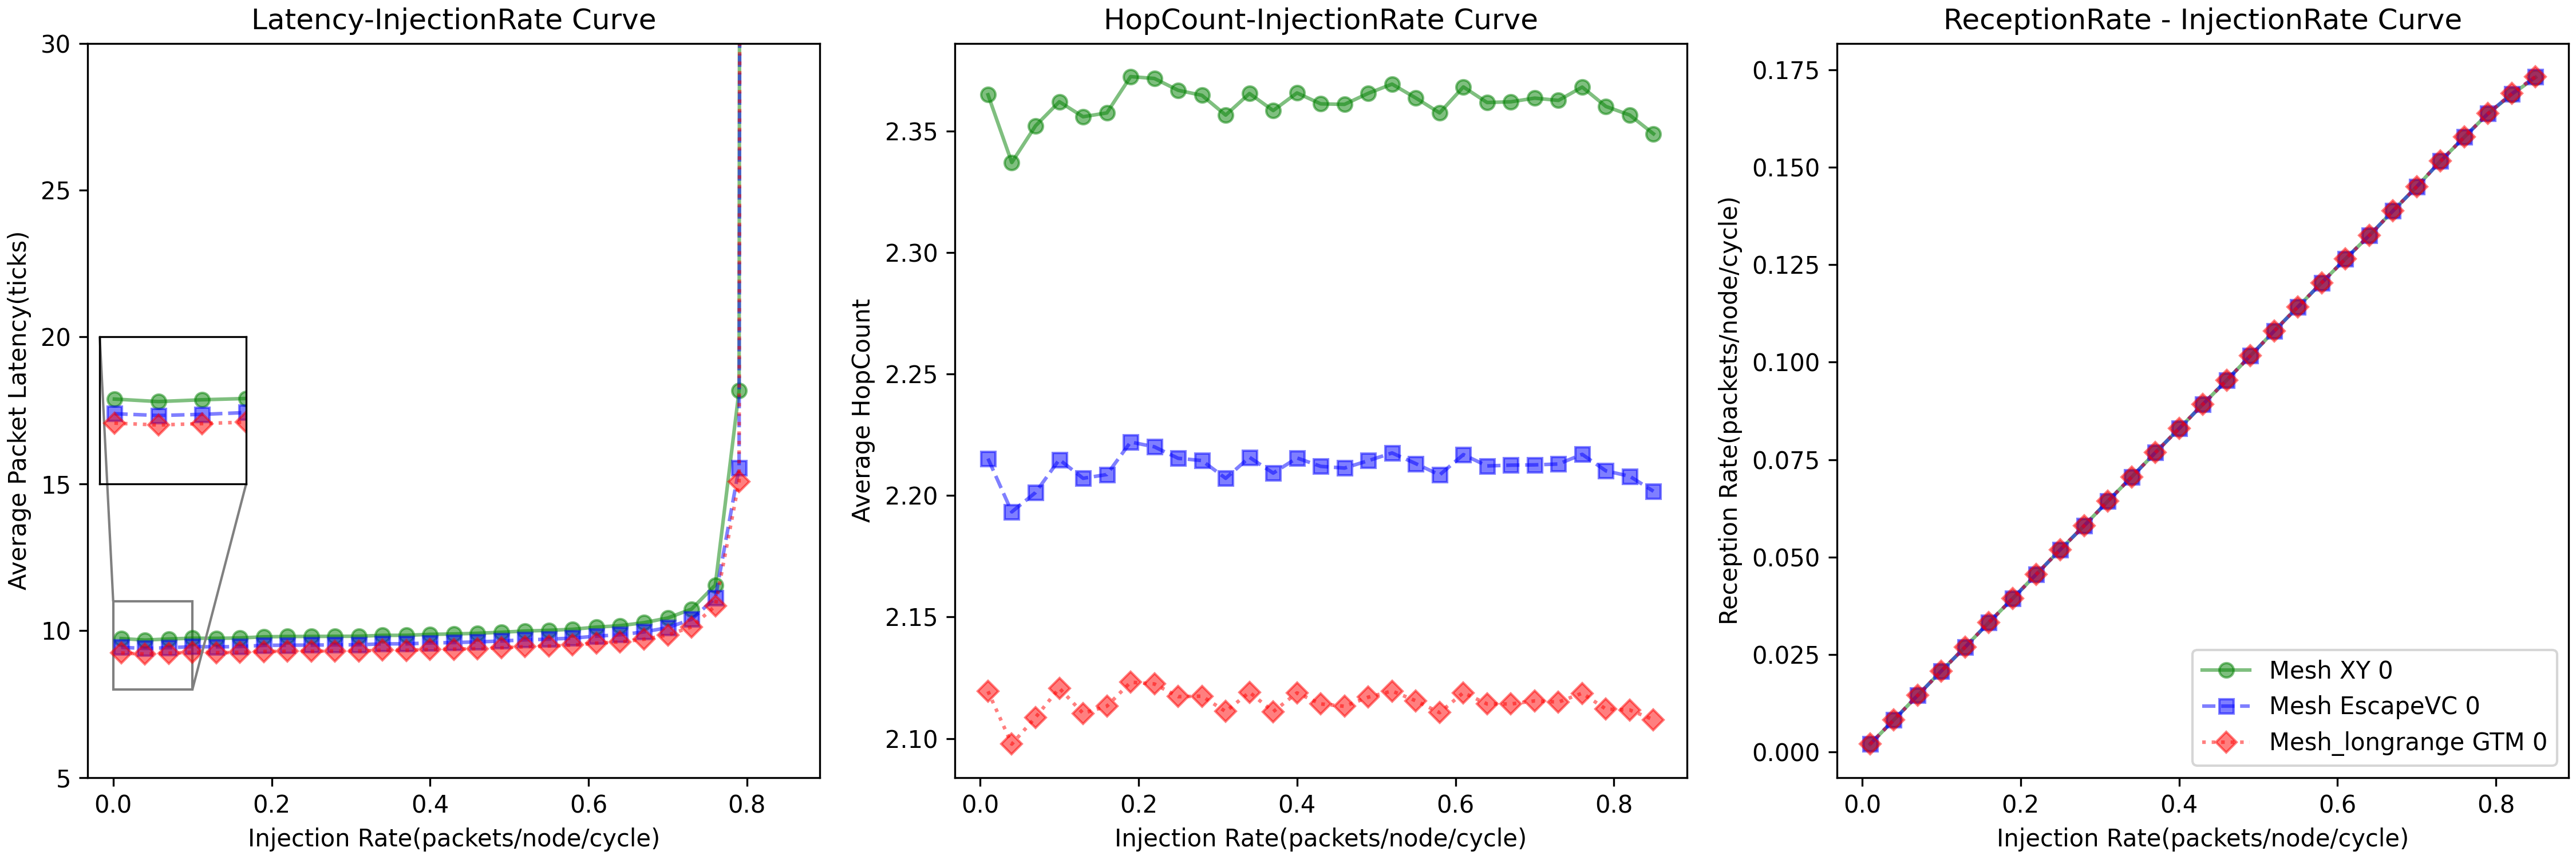 Latency-InjectionRate Curve
30
25
20
15
10
5
Average Packet Latency(ticks)
0.0 0.2 0.4 0.6 0.8
Injection Rate(packets/node/cycle)
HopCount-InjectionRate Curve
2.35
2.30
2.25
2.20
2.15
2.10
Average HopCount
0.0 0.2 0.4 0.6 0.8
Injection Rate(packets/node/cycle)
ReceptionRate - InjectionRate Curve
0.175
0.150
0.125
0.100
0.075
0.050
0.025
0.000
Reception Rate(packets/node/cycle)
Mesh XY 0
Mesh EscapeVC 0
Mesh_longrange GTM 0
0.0 0.2 0.4 0.6 0.8
Injection Rate(packets/node/cycle)